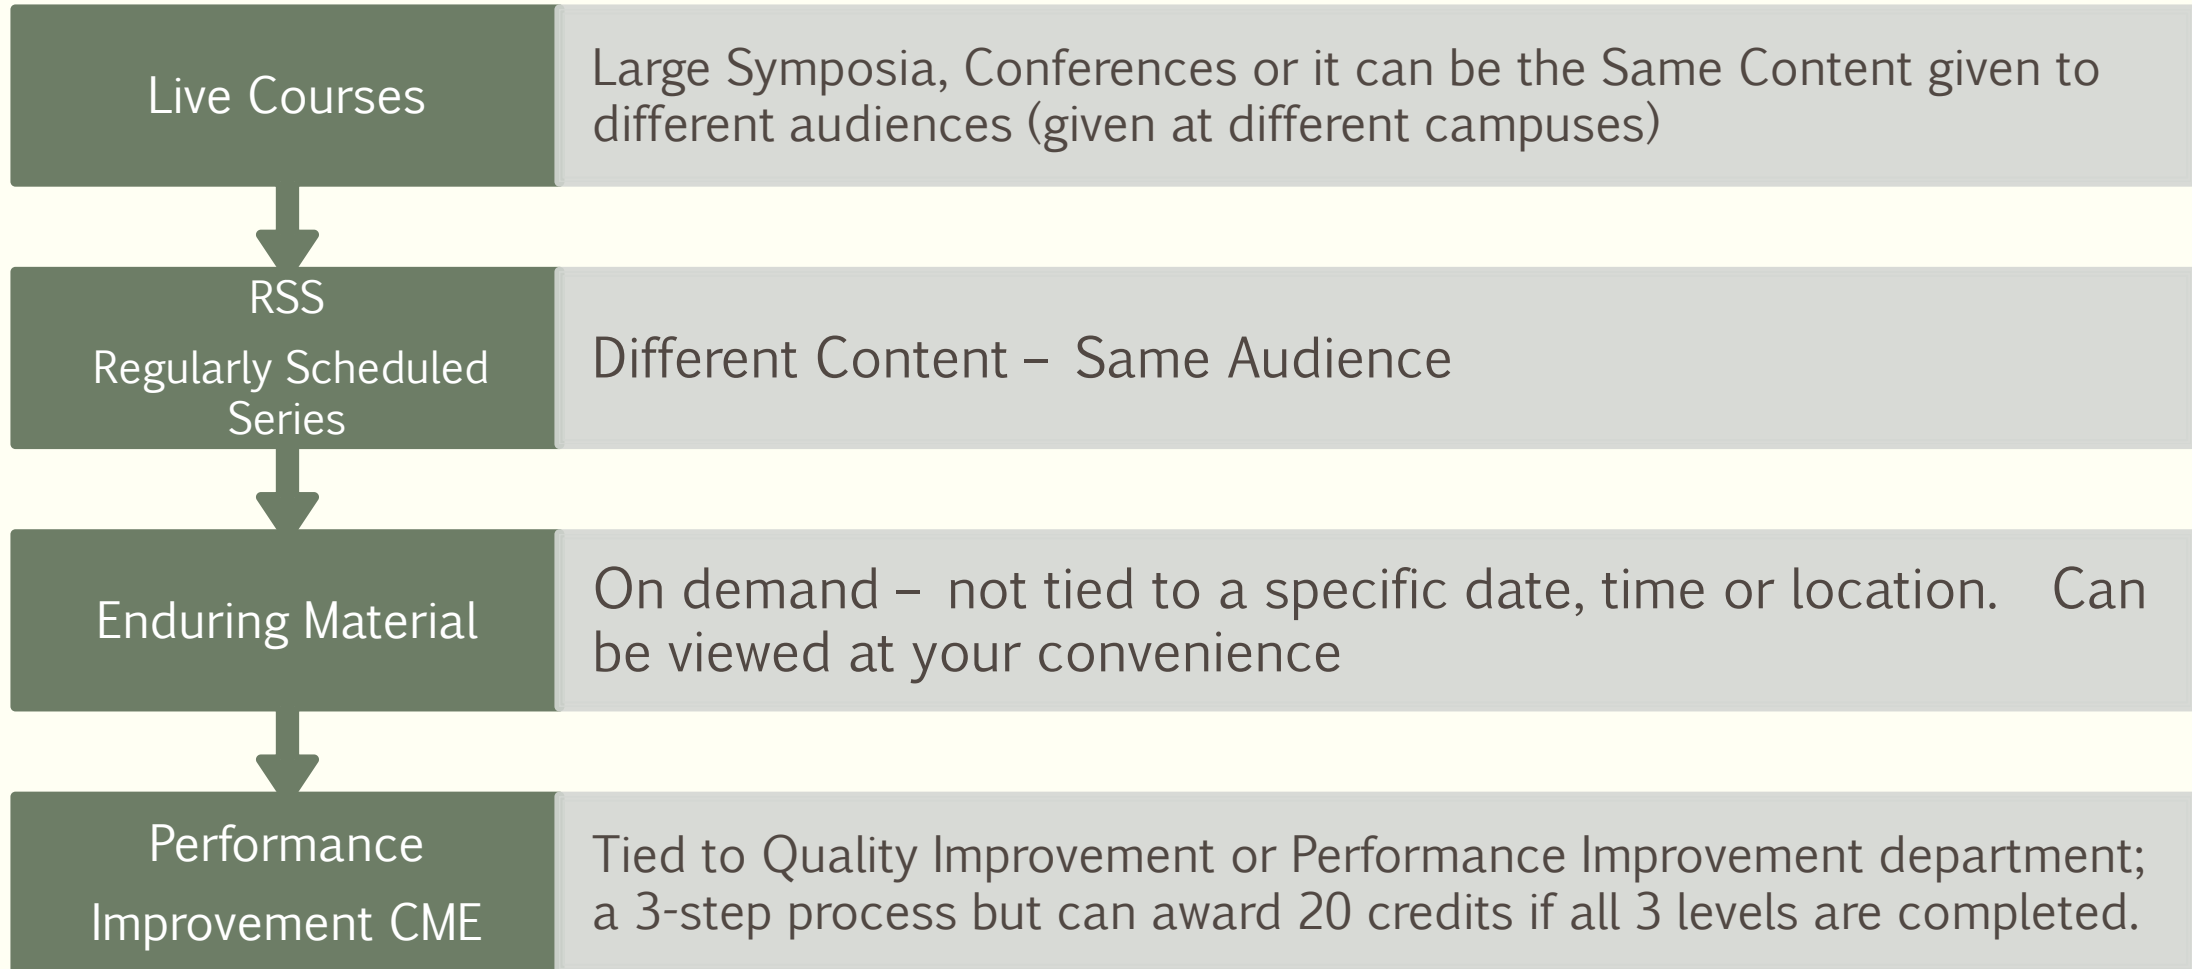 Live Courses
Large Symposia, Conferences or it can be the Same Content given to
different audiences (given at different campuses)
RSS
Regularly Scheduled
Series
Different Content – Same Audience
Enduring Material
On demand – not tied to a specific date, time or location. Can
be viewed at your convenience
Performance
Improvement CME
Tied to Quality Improvement or Performance Improvement department;
a 3-step process but can award 20 credits if all 3 levels are completed.